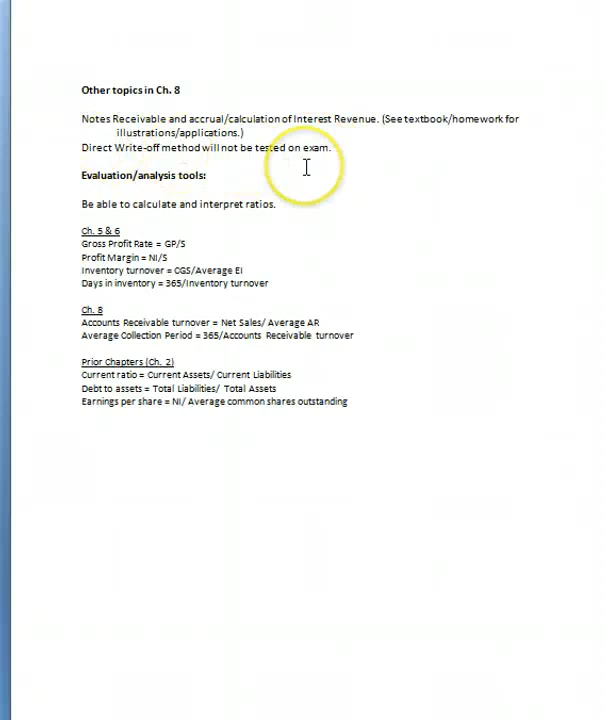 Other topics in Ch. 8
Notes Receivable and accrual/calculation of Interest Revenue. (See textbook/homework for
illustrations/applications.)
Direct Write-off method will not be tested on exam.
Evaluation/analysis tools:
Be able to calculate and interpret ratios.
Ch. 5 & 6
Gross Profit Rate = GP/S
Profit Margin = NI/S
Inventory turnover = CGS/Average EI
Days in inventory = 365/Inventory turnover
Ch. 8
Accounts Receivable turnover = Net Sales/ Average AR
Average Collection Period = 365/Accounts Receivable turnover
Prior Chapters (Ch. 2)
Current ratio = Current Assets/ Current Liabilities
Debt to assets = Total Liabilities/ Total Assets
Earnings per share = NI/ Average common shares outstanding